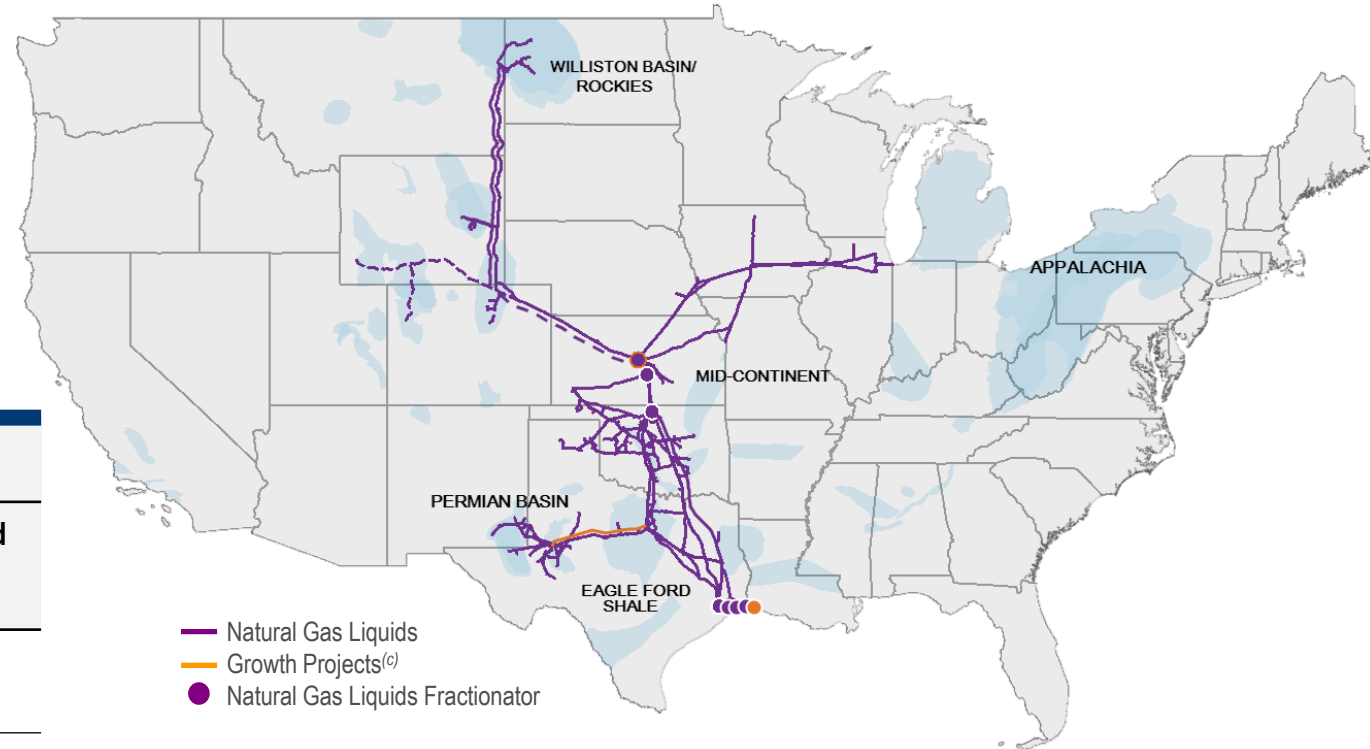 WILLISTON BASIN/
ROCKIES
APPALACHIA
MID-CONTINENT
PERMIAN BASIN
d
EAGLE FORD
SHALE
Natural Gas Liquids
Growth Projects(c)
Natural Gas Liquids Fractionator